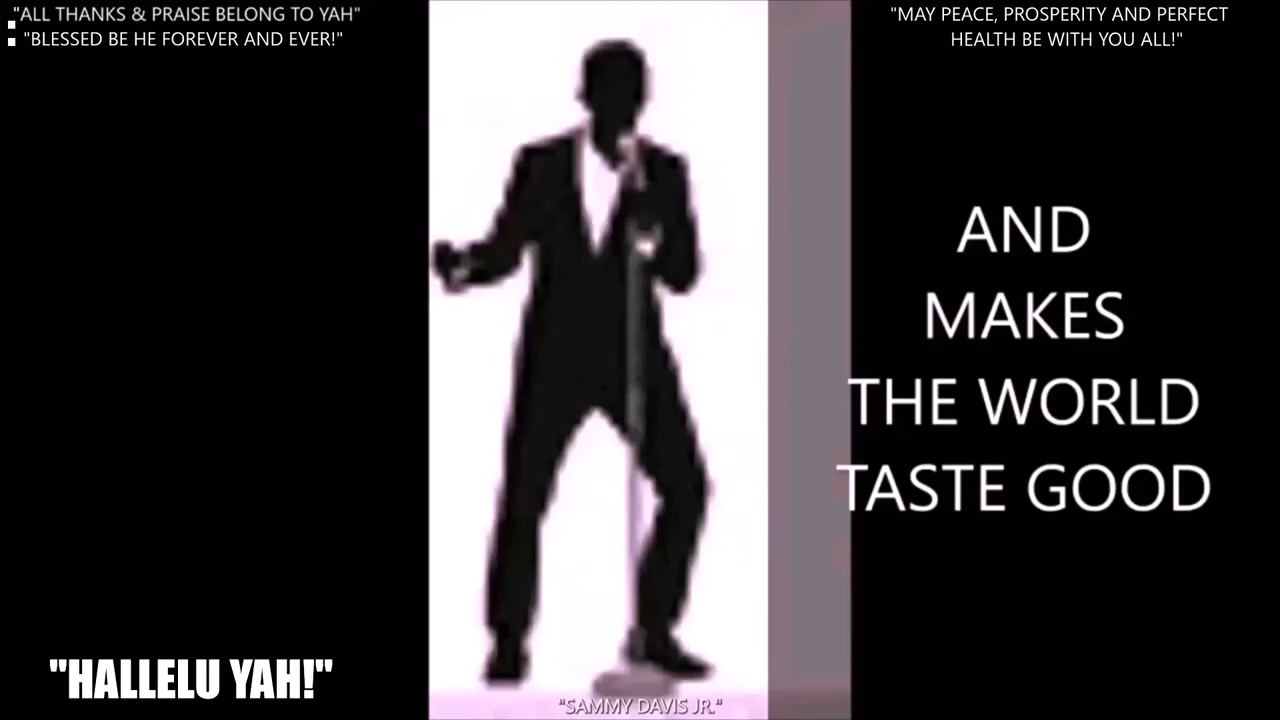 "ALL THANKS & PRAISE BELONG TO YAH"
"BLESSED BE HE FOREVER AND EVER!"
"MAY PEACE, PROSPERITY AND PERFECT
HEALTH BE WITH YOU ALL!"
AND
MAKES
THE WORLD
TASTE GOOD
"HALLELU YAH!"
"SAMMY DAVIS JR."